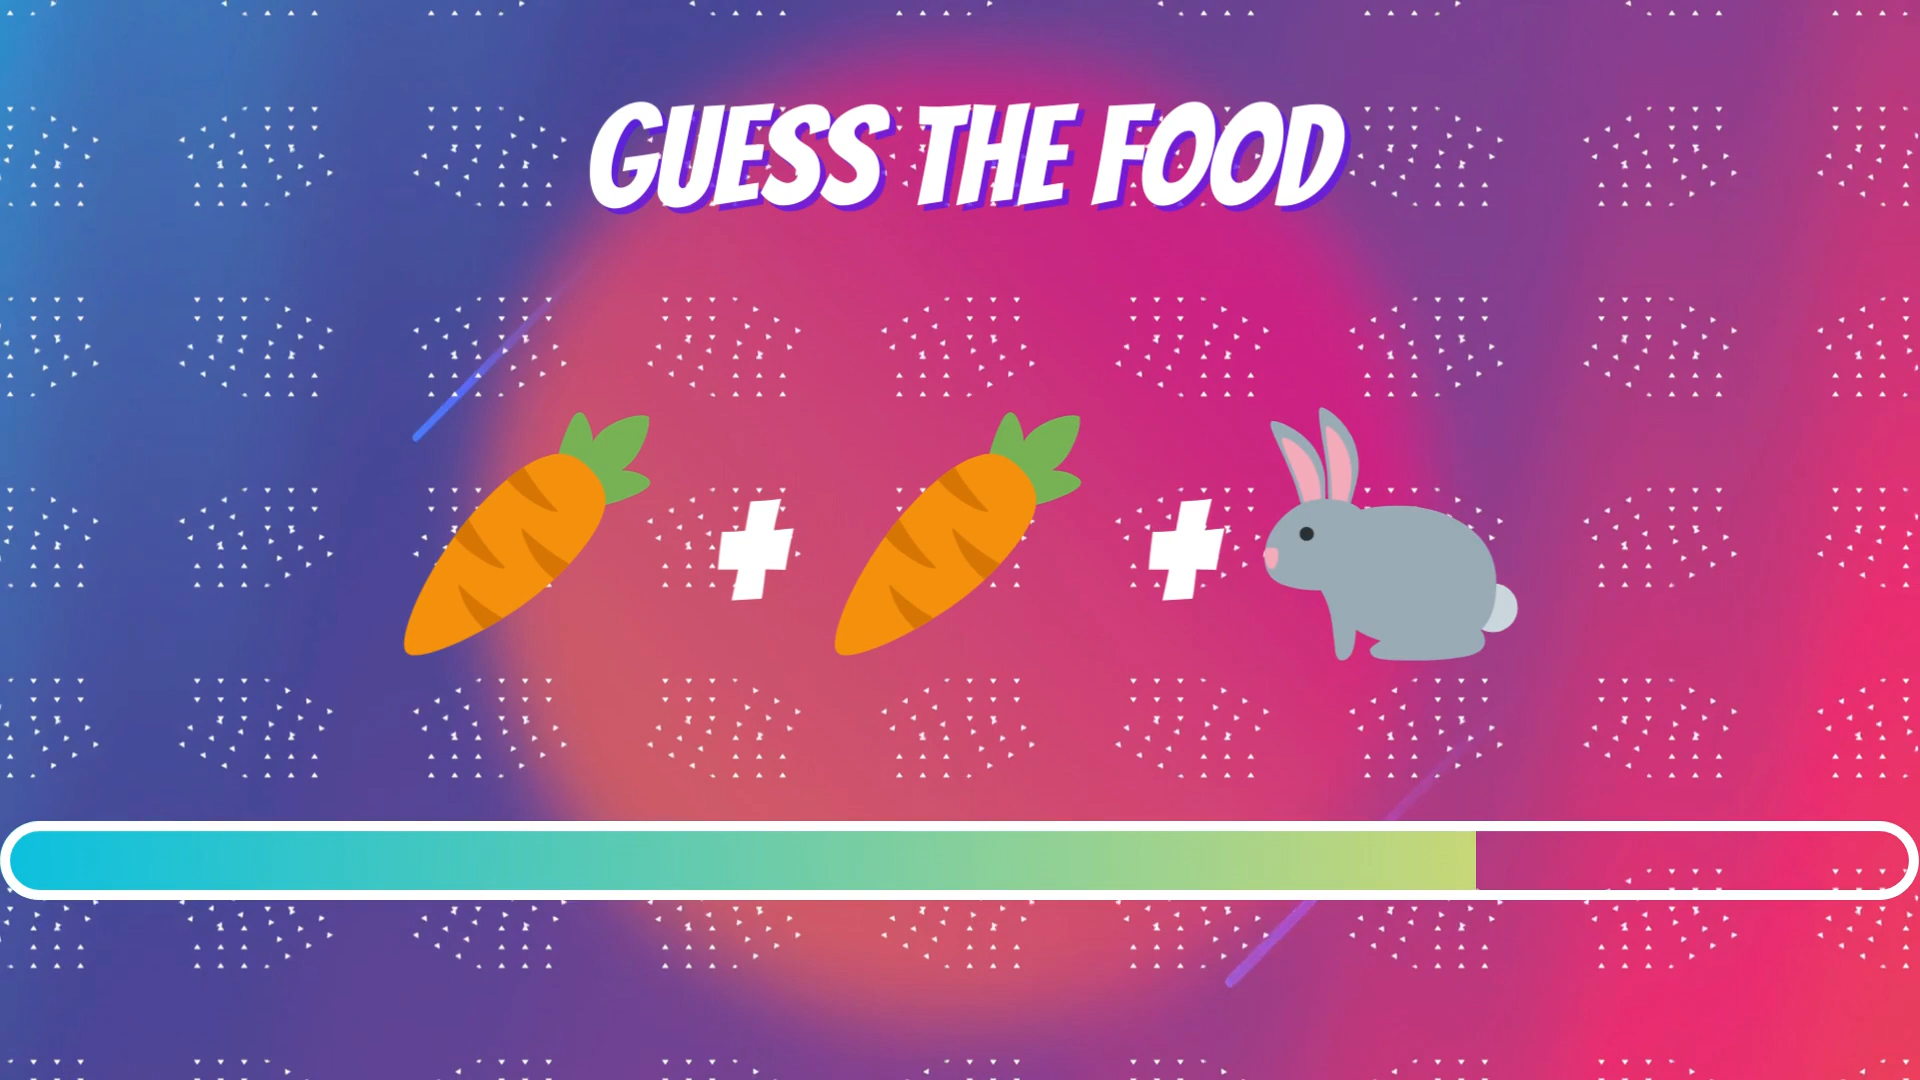 GUESS THE FOOD
+ +